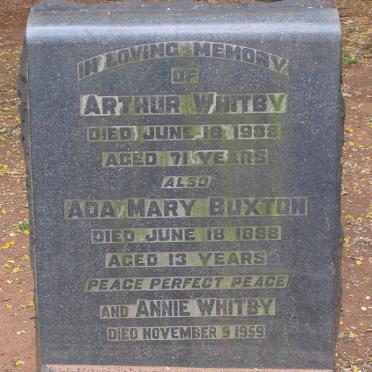 IN LOVING MEMORY
OF
ARTHUR WHITBY
DIED JUNE 18 1938
AGED 71 YEARS
ALSO
ADA MARY BUXTON
DIED JUNE 18 1888
AGED 13 YEARS
PEACE PERFECT PEACE
AND ANNIE WHITBY
DIED NOVEMBER 9 1959